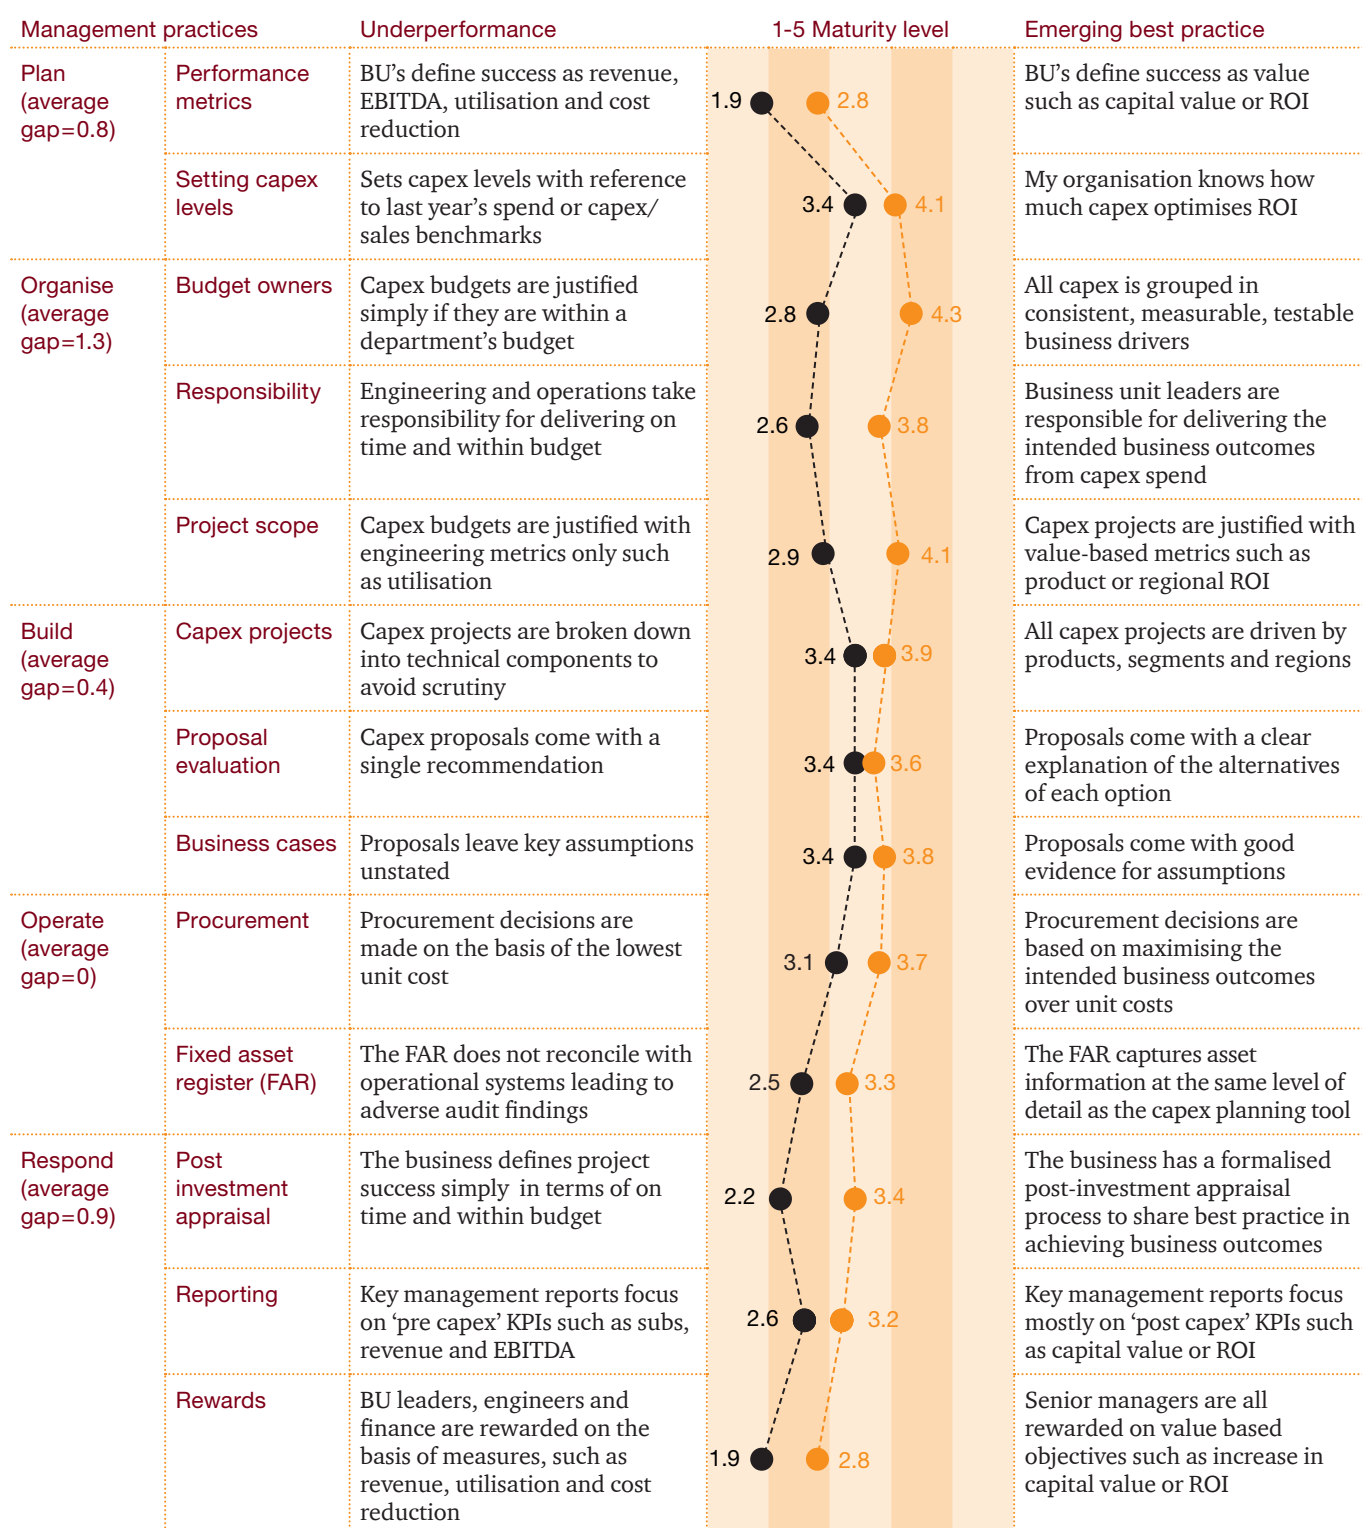 Management practices
Underperformance
1-5 Maturity level
Emerging best practice
Plan
(average
gap=0.8)
Performance
metrics
BU’s define success as revenue,
EBITDA, utilisation and cost
reduction
1.9
2.8
BU’s define success as value
such as capital value or ROI
Setting capex
levels
Sets capex levels with reference
to last year’s spend or capex/
sales benchmarks
3.4
4.1
My organisation knows how
much capex optimises ROI
Organise
(average
gap=1.3)
Budget owners
Capex budgets are justified
simply if they are within a
department’s budget
2.8
4.3
All capex is grouped in
consistent, measurable, testable
business drivers
Responsibility
Engineering and operations take
responsibility for delivering on
time and within budget
2.6
3.8
Business unit leaders are
responsible for delivering the
intended business outcomes
from capex spend
Project scope
Capex budgets are justified with
engineering metrics only such
as utilisation
2.9
4.1
Capex projects are justified with
value-based metrics such as
product or regional ROI
Build
(average
gap=0.4)
Capex projects
Capex projects are broken down
into technical components to
avoid scrutiny
3.4
3.9
All capex projects are driven by
products, segments and regions
Proposal
evaluation
Capex proposals come with a
single recommendation
3.4
3.6
Proposals come with a clear
explanation of the alternatives
of each option
Business cases
Proposals leave key assumptions
unstated
3.4
3.8
Proposals come with good
evidence for assumptions
Operate
(average
gap=0)
Procurement
Procurement decisions are
made on the basis of the lowest
unit cost
3.1
3.7
Procurement decisions are
based on maximising the
intended business outcomes
over unit costs
Fixed asset
register (FAR)
The FAR does not reconcile with
operational systems leading to
adverse audit findings
2.5
3.3
The FAR captures asset
information at the same level of
detail as the capex planning tool
Respond
(average
gap=0.9)
Post
investment
appraisal
The business defines project
success simply  in terms of on
time and within budget
2.2
3.4
The business has a formalised
post-investment appraisal
process to share best practice in
achieving business outcomes
Reporting
Key management reports focus
on ‘pre capex’ KPIs such as subs,
revenue and EBITDA
2.6
3.2
Key management reports focus
mostly on ‘post capex’ KPIs such
as capital value or ROI
Rewards
BU leaders, engineers and
finance are rewarded on the
basis of measures, such as
revenue, utilisation and cost
reduction
1.9
2.8
Senior managers are all
rewarded on value based
objectives such as increase in
capital value or ROI